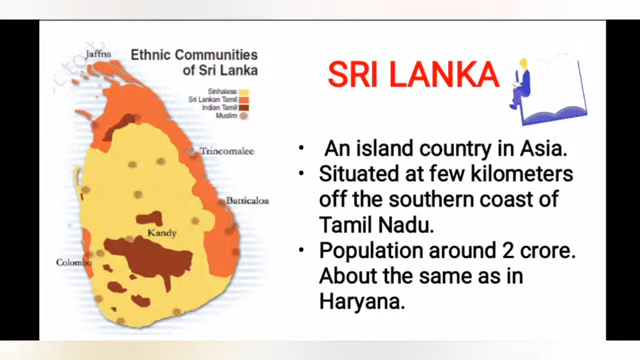 Jaffna
Ethnic Communities
of Sri Lanka
Sinhalese
Sri Lankan Tamil
Indian Tamil
Muslim
Trincomalee
Batticaloa
Kandy
Colombo
SRI LANKA
• An island country in Asia.
• Situated at few kilometers
off the southern coast of
Tamil Nadu.
• Population around 2 crore.
About the same as in
Haryana.